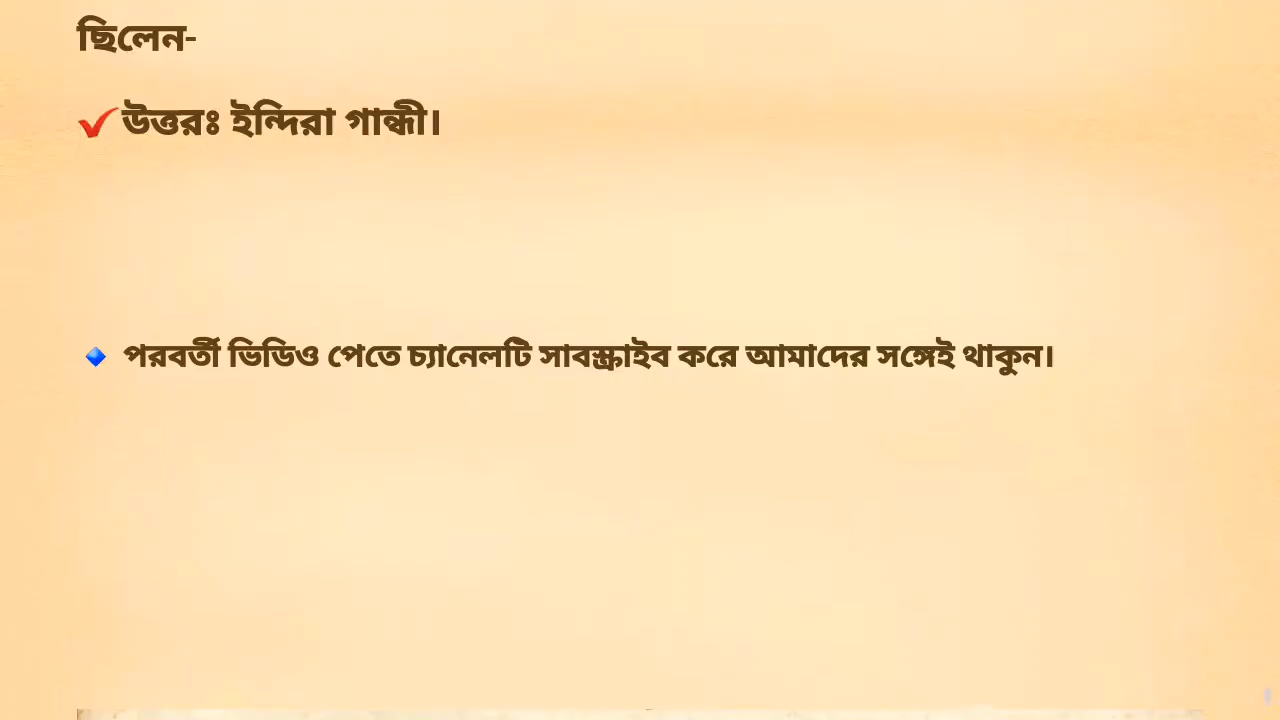 ছিলেন-
উত্তরঃ ইন্দিরা গান্ধী।
পরবর্তী ভিডিও পেতে চ্যানেলটি সাবস্ক্রাইব করে আমাদের সঙ্গেই থাকুন।